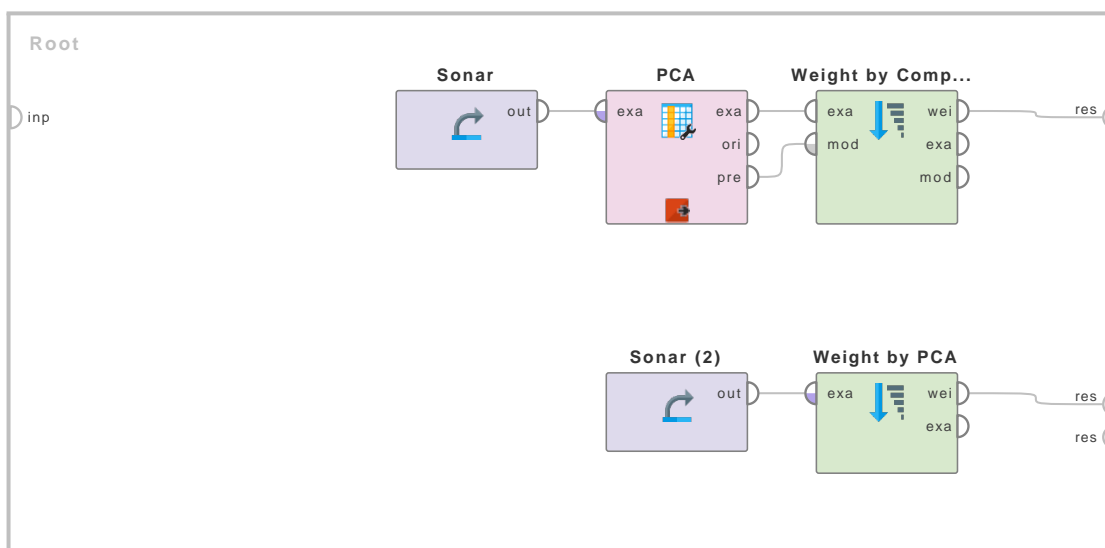 Root
inp
Sonar
out
PCA
exa exa
ori
pre
Weight by Comp...
exa wei
mod exa
mod
res
Sonar (2)
out
Weight by PCA
exa wei
exa
res
res